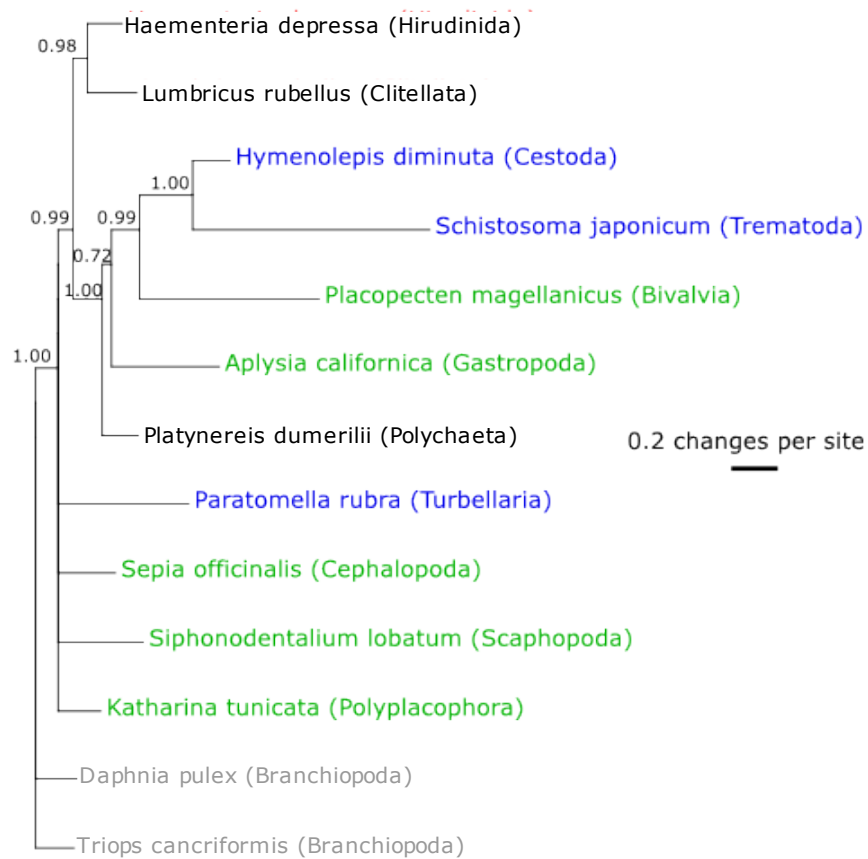 Haementeria depressa (Hirudinida)
0.98
Lumbricus rubellus (Clitellata)
Hymenolepis diminuta (Cestoda)
1.00
0.99
0.99
Schistosoma japonicum (Trematoda)
0.72
1.00
Placopecten magellanicus (Bivalvia)
1.00
Aplysia californica (Gastropoda)
Platynereis dumerilii (Polychaeta)
0.2 changes per site
Paratomella rubra (Turbellaria)
Sepia officinalis (Cephalopoda)
Siphonodentalium lobatum (Scaphopoda)
Katharina tunicata (Polyplacophora)
Daphnia pulex (Branchiopoda)
Triops cancriformis (Branchiopoda)